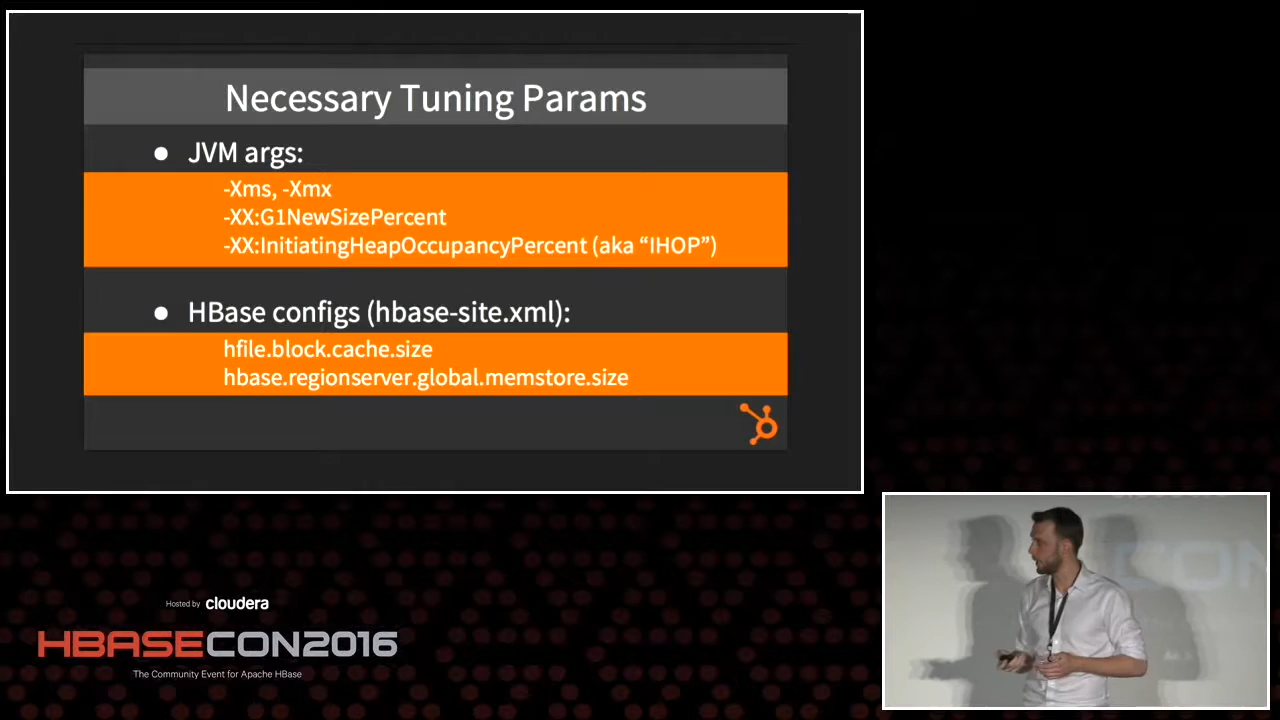 Necessary Tuning Params
● JVM args:
-Xms, -Xmx
-XX:G1NewSizePercent
-XX:InitiatingHeapOccupancyPercent (aka “IHOP”)
● HBase configs (hbase-site.xml):
hfile.block.cache.size
hbase.regionserver.global.memstore.size
Hosted by cloudera
HBASECON2016
The Community Event for Apache HBase
CON